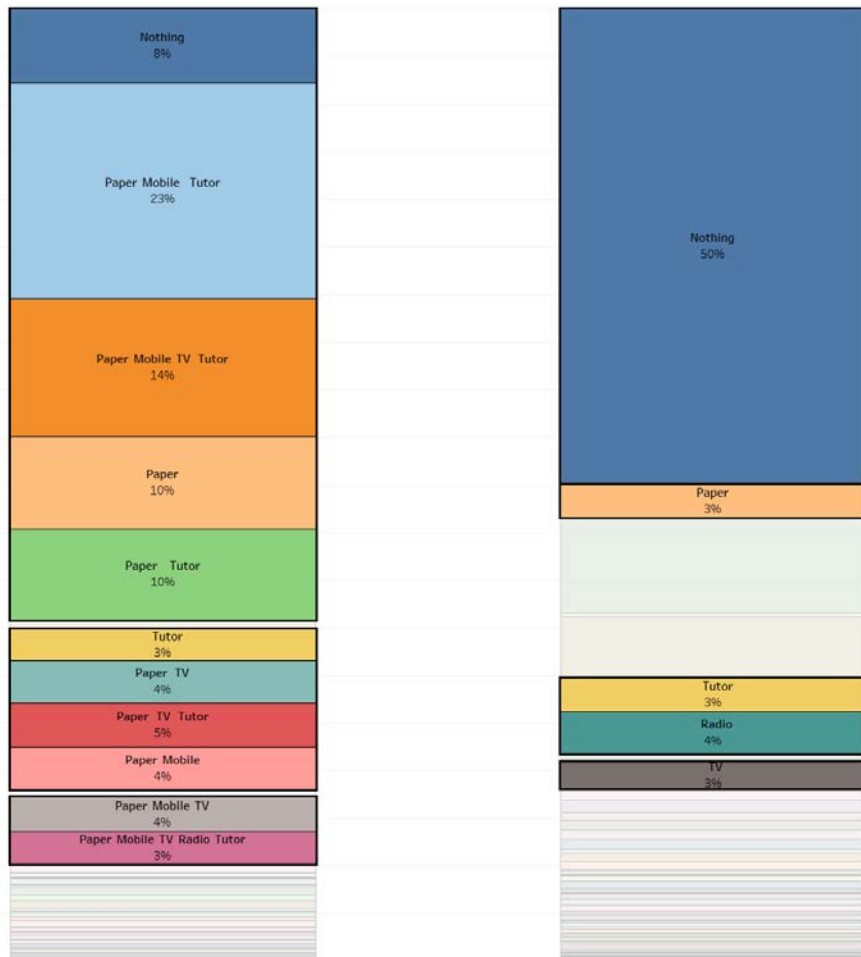 Nothing
8%
Paper Mobile Tutor
23%
Paper Mobile TV Tutor
14%
Paper
10%
Paper Tutor
10%
Tutor
3%
Paper TV
4%
Paper TV Tutor
5%
Paper Mobile
4%
Paper Mobile TV
4%
Paper Mobile TV Radio Tutor
3%
Nothing
50%
Paper
3%
Tutor
3%
Radio
4%
TV
3%